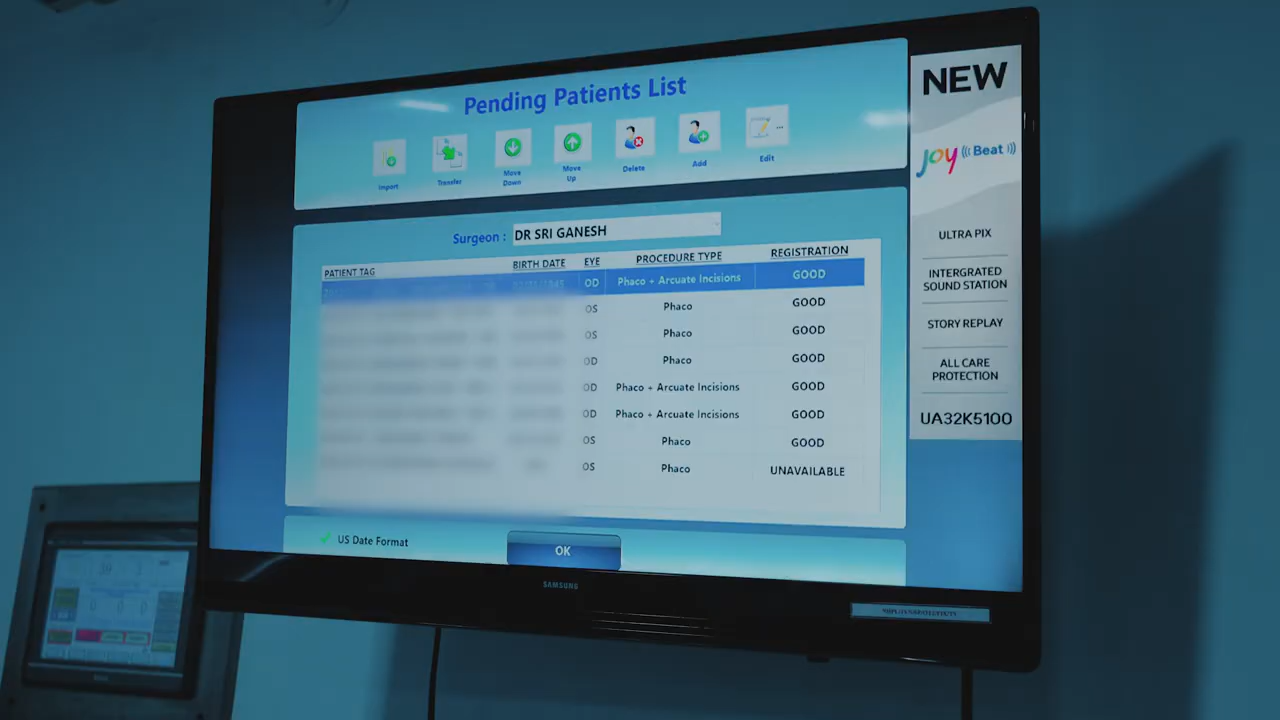 Pending Patients List
Import
Transfer
Move
Down
Move
Up
Delete
Add
Edit
...
Surgeon :
DR SRI GANESH
PATIENT TAG BIRTH DATE EYE PROCEDURE TYPE REGISTRATION
OD Phaco + Arcuate Incisions GOOD
OS Phaco GOOD
OS Phaco GOOD
OD Phaco GOOD
OD Phaco + Arcuate Incisions GOOD
OD Phaco + Arcuate Incisions GOOD
OS Phaco GOOD
OS Phaco UNAVAILABLE
US Date Format
OK
SAMSUNG
NEW
joy Beat
ULTRA PIX
INTERGRATED
SOUND STATION
STORY REPLAY
ALL CARE
PROTECTION
UA32K5100